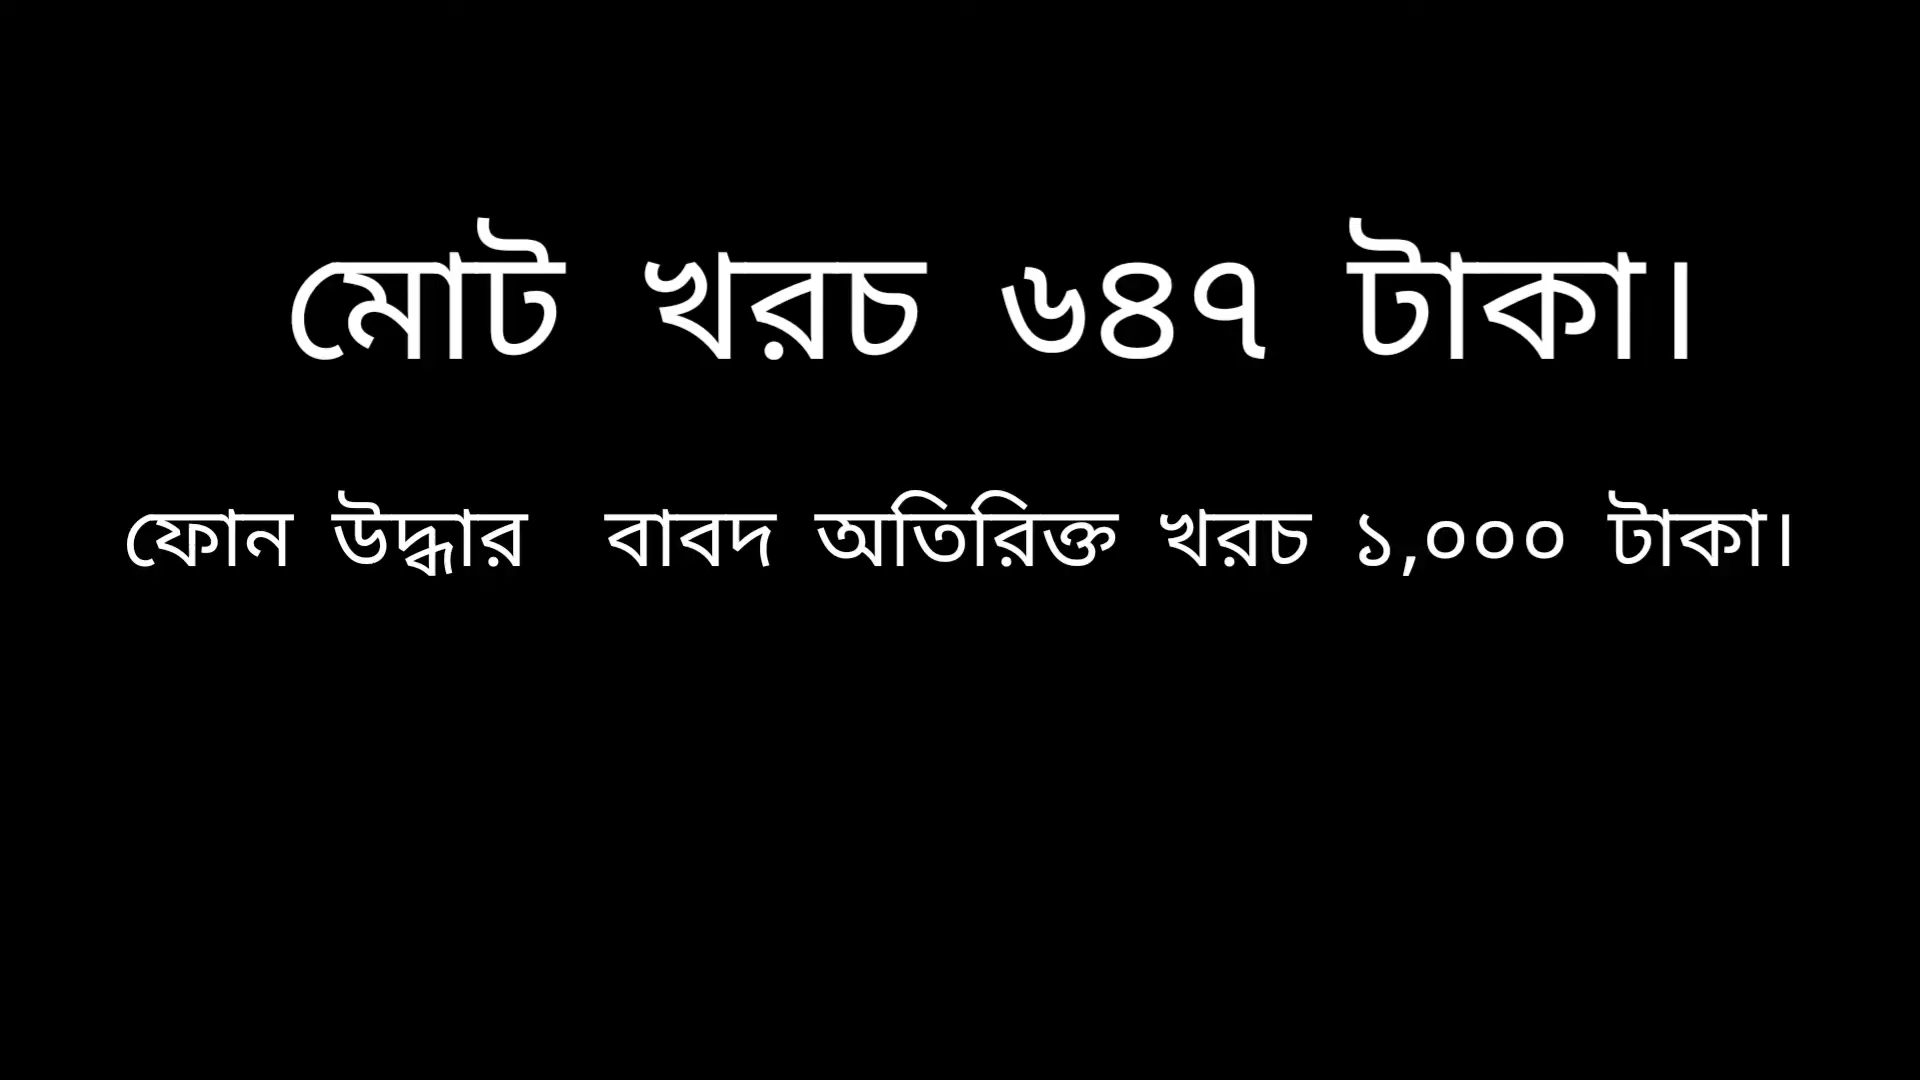 মোট খরচ ৬৪৭ টাকা।
ফোন উদ্ধার বাবদ অতিরিক্ত খরচ ১,০০০ টাকা।